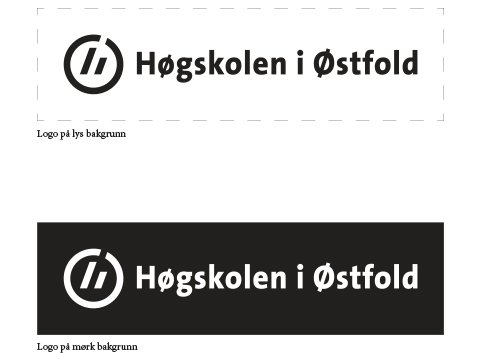 Høgskolen i Østfold
Logo på lys bakgrunn
Høgskolen i Østfold
Logo på mørk bakgrunn